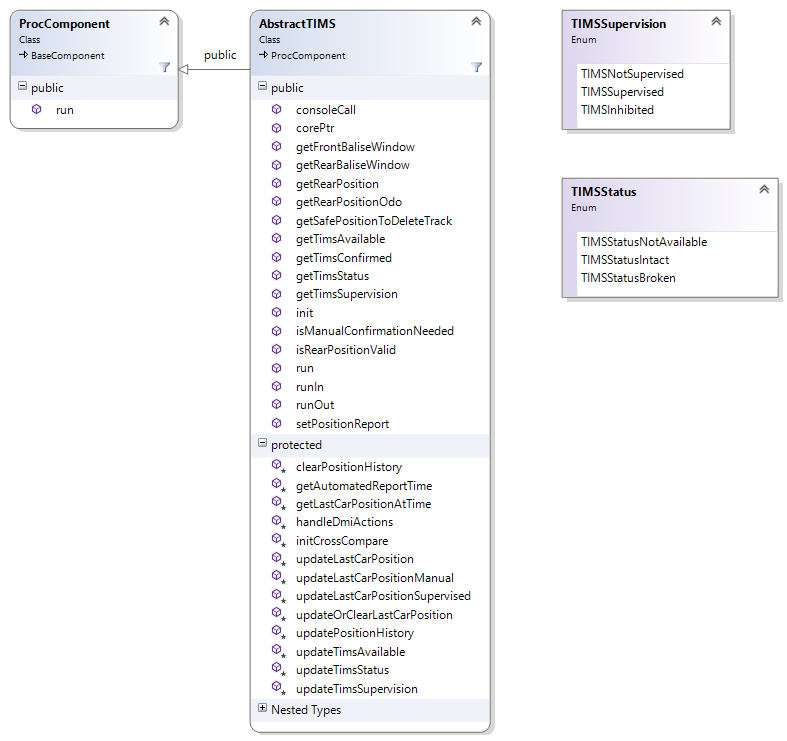 ProcComponent
Class
BaseComponent
public
run
public
AbstractTIMS
Class
ProcComponent
public
consoleCall
corePtr
getFrontBaliseWindow
getRearBaliseWindow
getRearPosition
getRearPositionOdo
getSafePositionToDeleteTrack
getTimsAvailable
getTimsConfirmed
getTimsStatus
getTimsSupervision
init
isManualConfirmationNeeded
isRearPositionValid
run
runIn
runOut
setPositionReport
protected
clearPositionHistory
getAutomatedReportTime
getLastCarPositionAtTime
handleDmiActions
initCrossCompare
updateLastCarPosition
updateLastCarPositionManual
updateLastCarPositionSupervised
updateOrClearLastCarPosition
updatePositionHistory
updateTimsAvailable
updateTimsStatus
updateTimsSupervision
Nested Types
TIMSSupervision
Enum
TIMSNotSupervised
TIMSSupervised
TIMSInhibited
TIMSStatus
Enum
TIMSStatusNotAvailable
TIMSStatusIntact
TIMSStatusBroken